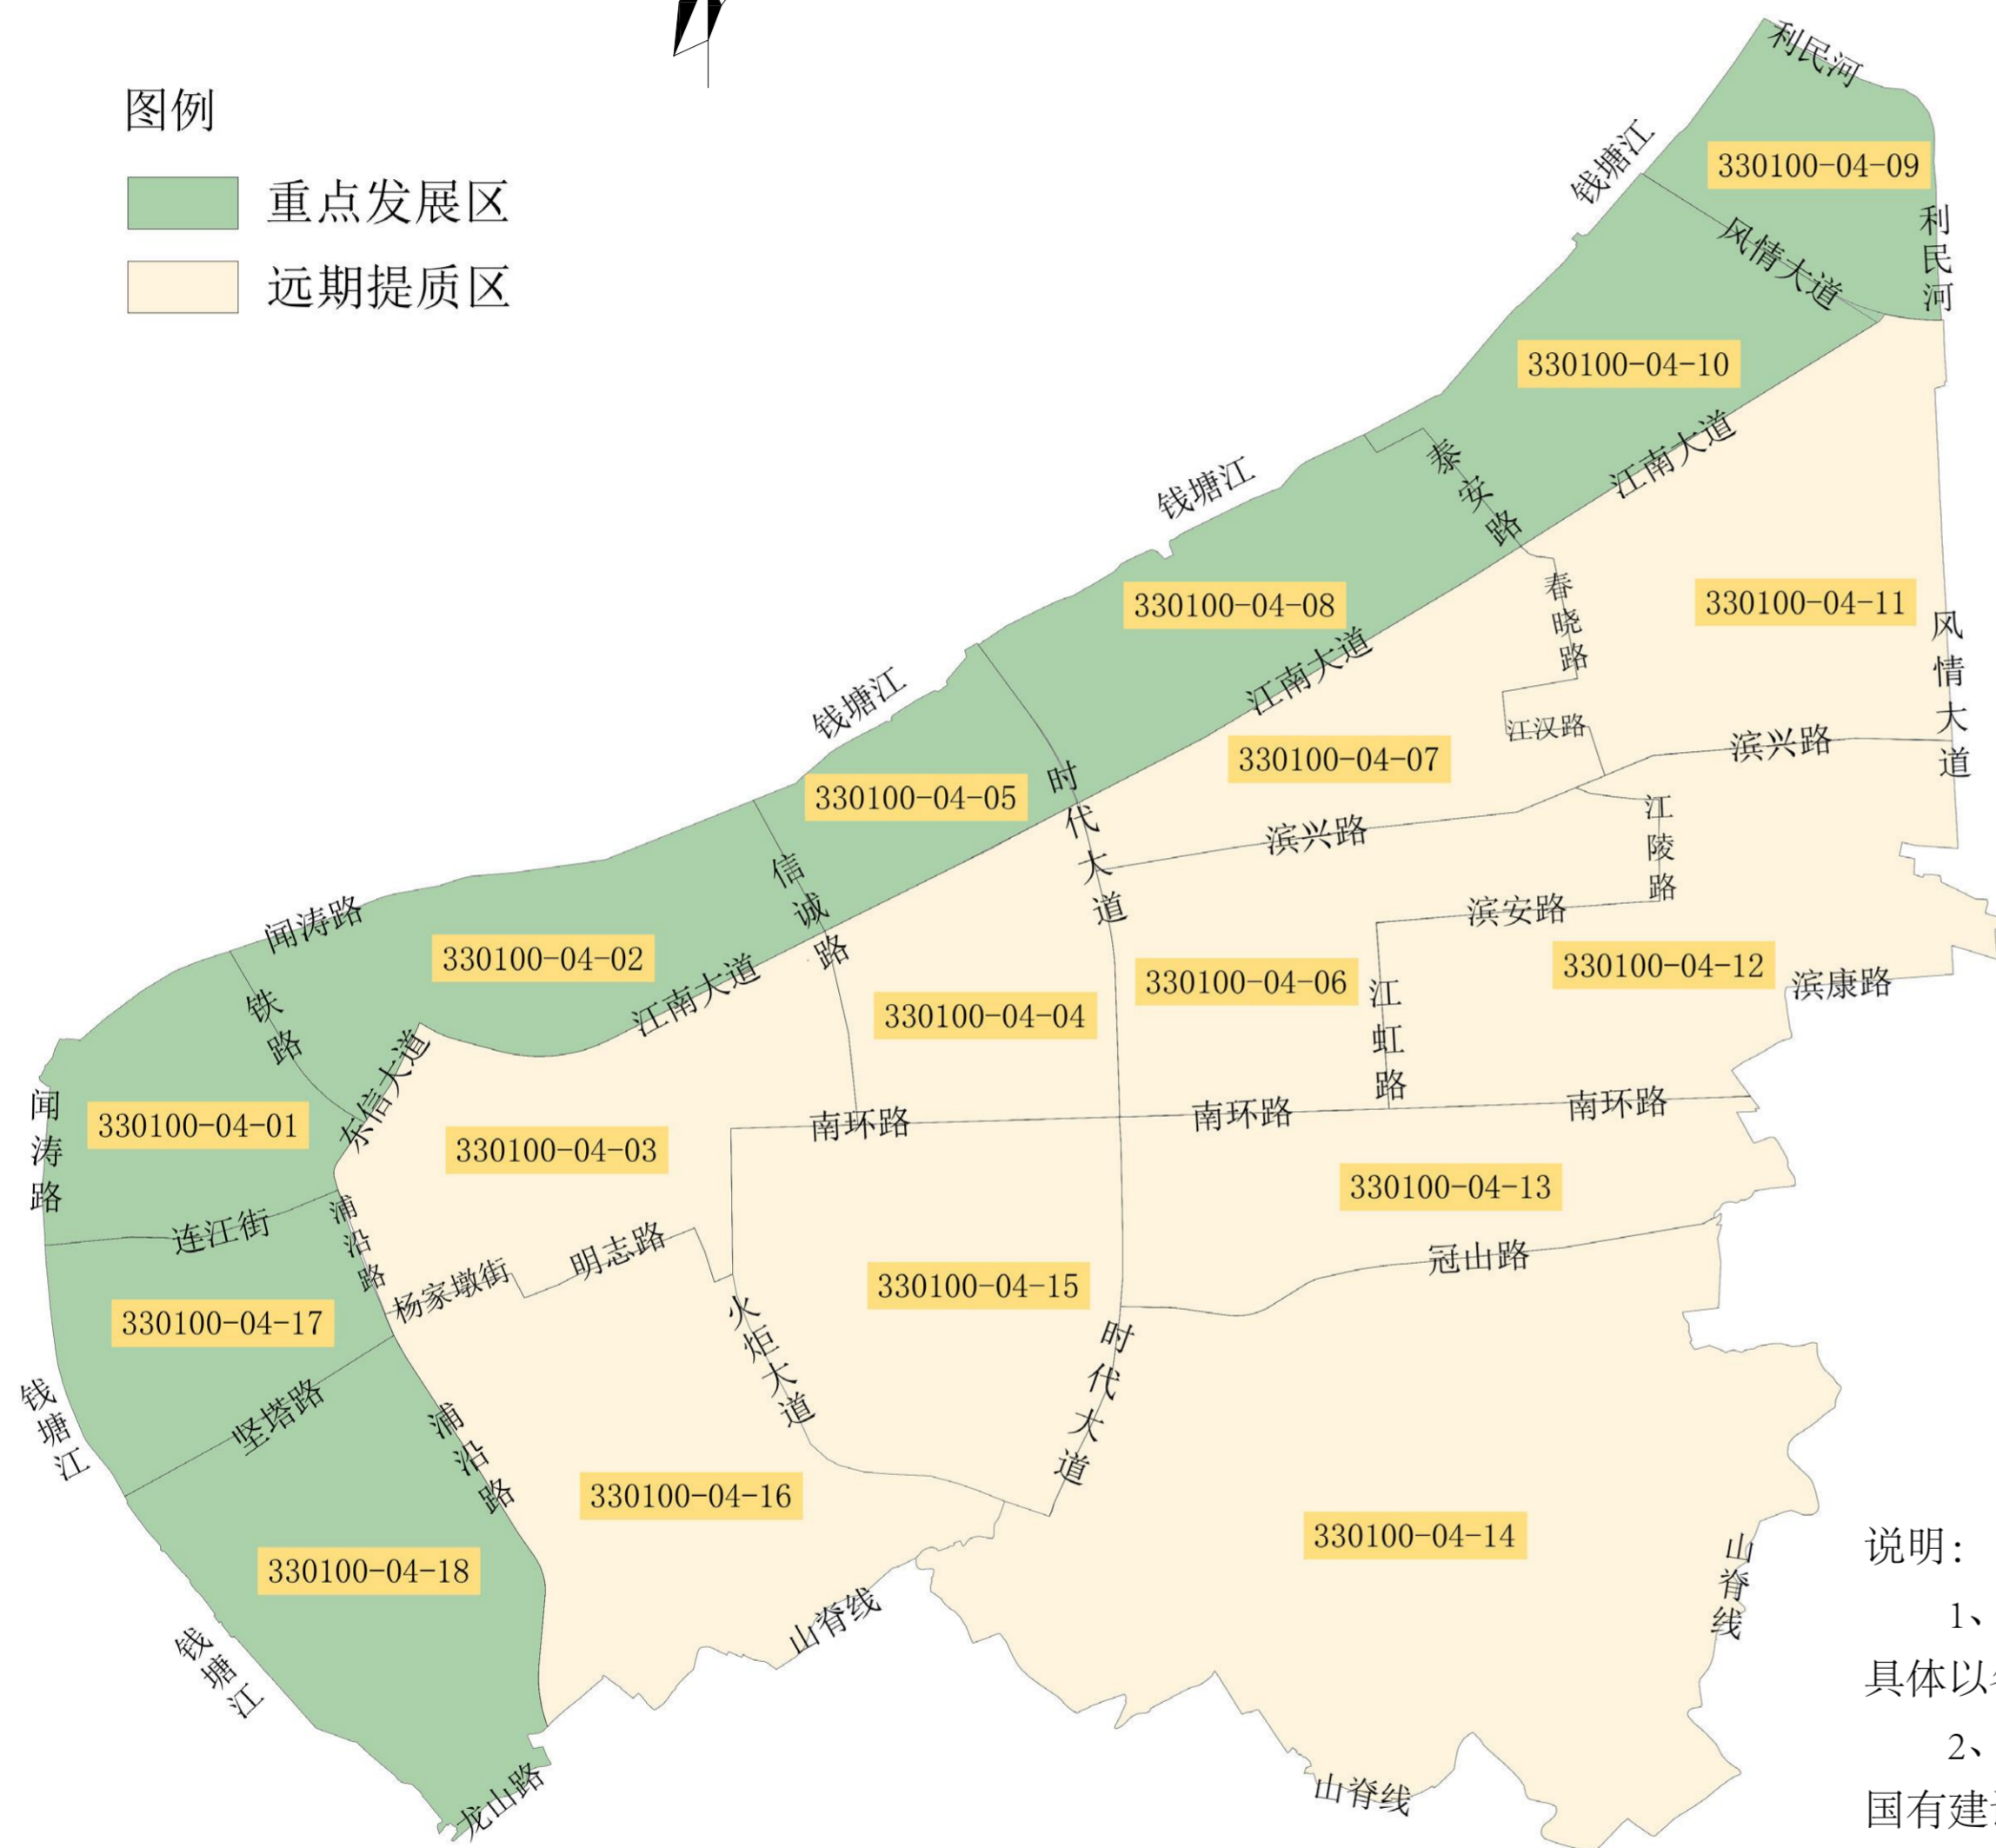 图例
重点发展区
远期提质区
利民河
钱塘江
330100-04-09
利民河
风情大道
330100-04-10
泰安路
江南大道
钱塘江
春晓路
330100-04-08
330100-04-11
风情大道
江南大道
钱塘江
江汉路
滨兴路
330100-04-07
时代大道
330100-04-05
江陵路
滨兴路
信诚路
闻涛路
滨安路
330100-04-02
330100-04-12
江南大道
330100-04-06
滨康路
铁路
330100-04-04
江虹路
东信大道
闻涛路
330100-04-01
南环路
南环路
南环路
330100-04-03
330100-04-13
浦沿路
连江街
明志路
冠山路
杨家墩街
330100-04-15
330100-04-17
火炬大道
时代大道
钱塘江
坚塔路
浦沿路
330100-04-16
330100-04-14
330100-04-18
山脊线
山脊线
钱塘江
龙山路
山脊线
说明：
1、
具体以
2、
国有建